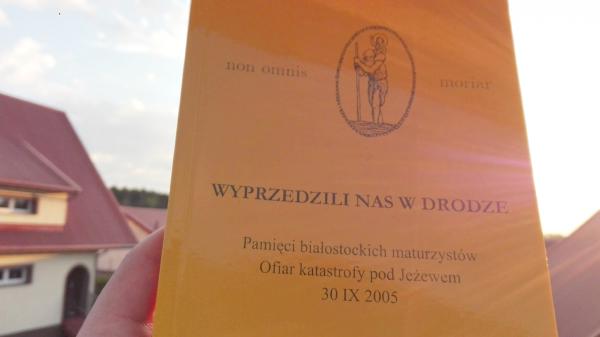 non omnis moriar
WYPRZEDZILI NAS W DRODZE
Pamięci białostockich maturzystów
Ofiar katastrofy pod Jeżewem
30 IX 2005